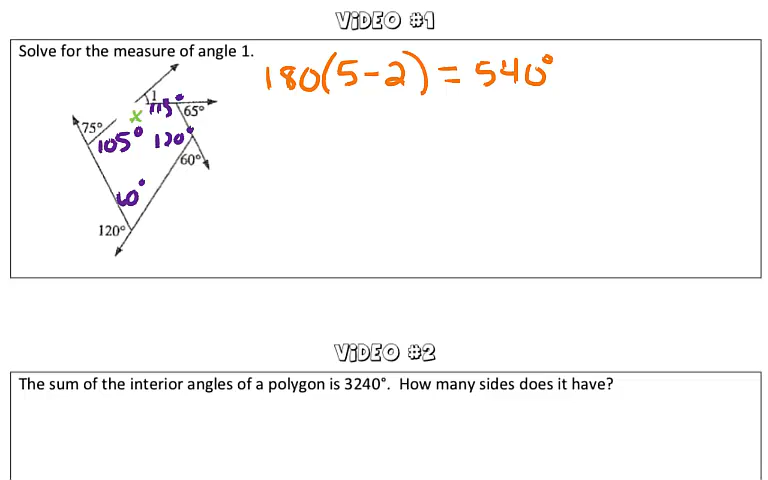 ViDEO #1
Solve for the measure of angle 1.
180(5-2) = 540°
1
75°
x
115°
65°
105°
120°
60°
60°
120°
ViDEO #2
The sum of the interior angles of a polygon is 3240°. How many sides does it have?